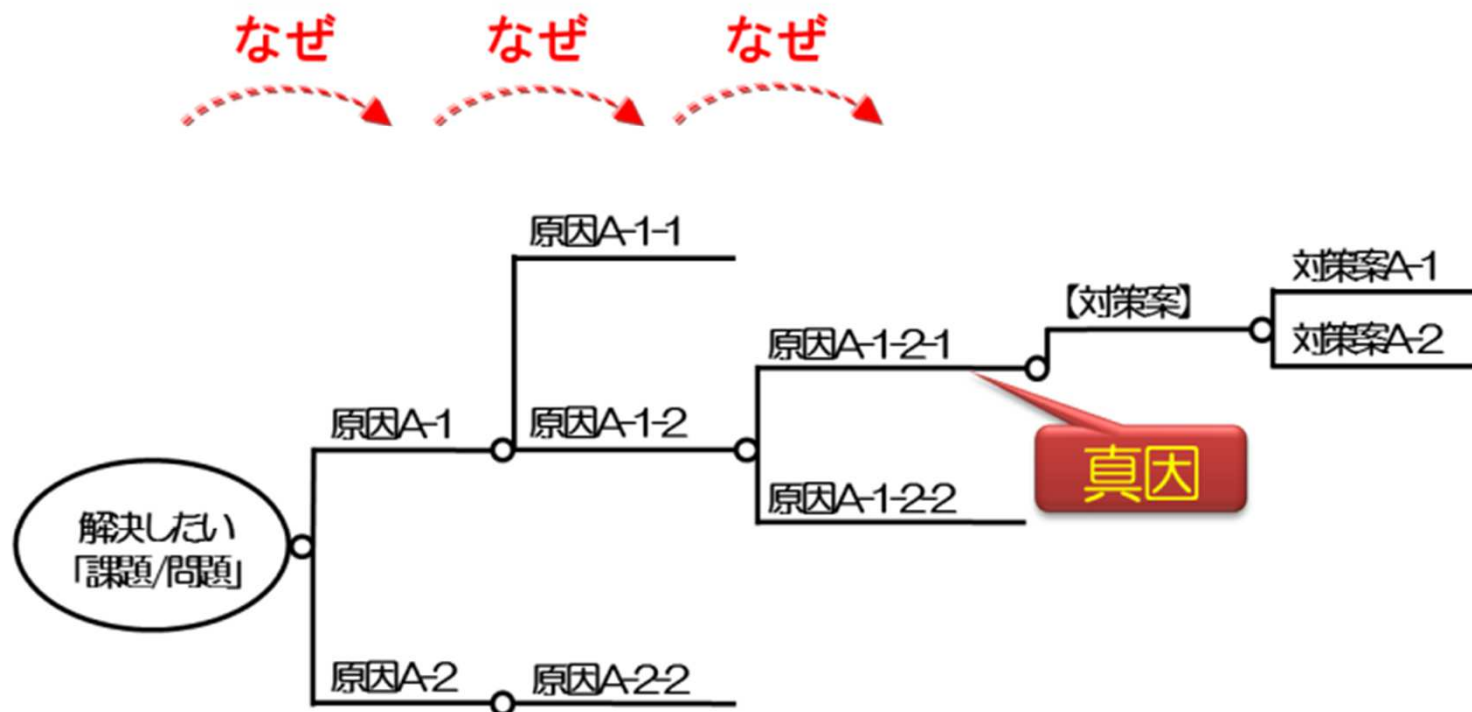 なぜ なぜ なぜ
原因A-1-1
対策案A-1
【対策案】
対策案A-2
原因A-1-2-1
原因A-1
原因A-1-2
真因
原因A-1-2-2
解決したい
「課題/問題」
原因A-2
原因A-2-2